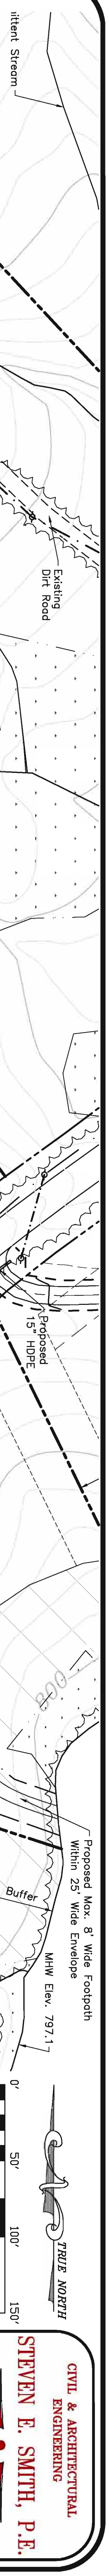 ittent Stream
Existing
Dirt Road
Proposed
15" HDPE
800
Proposed Max. 8' Wide Footpath
Within 25' Wide Envelope
Buffer
MHW Elev. 797.1
0'
50'
100'
150'
TRUE NORTH
CIVIL & ARCHITECTURAL
ENGINEERING
STEVEN E. SMITH, P.E.